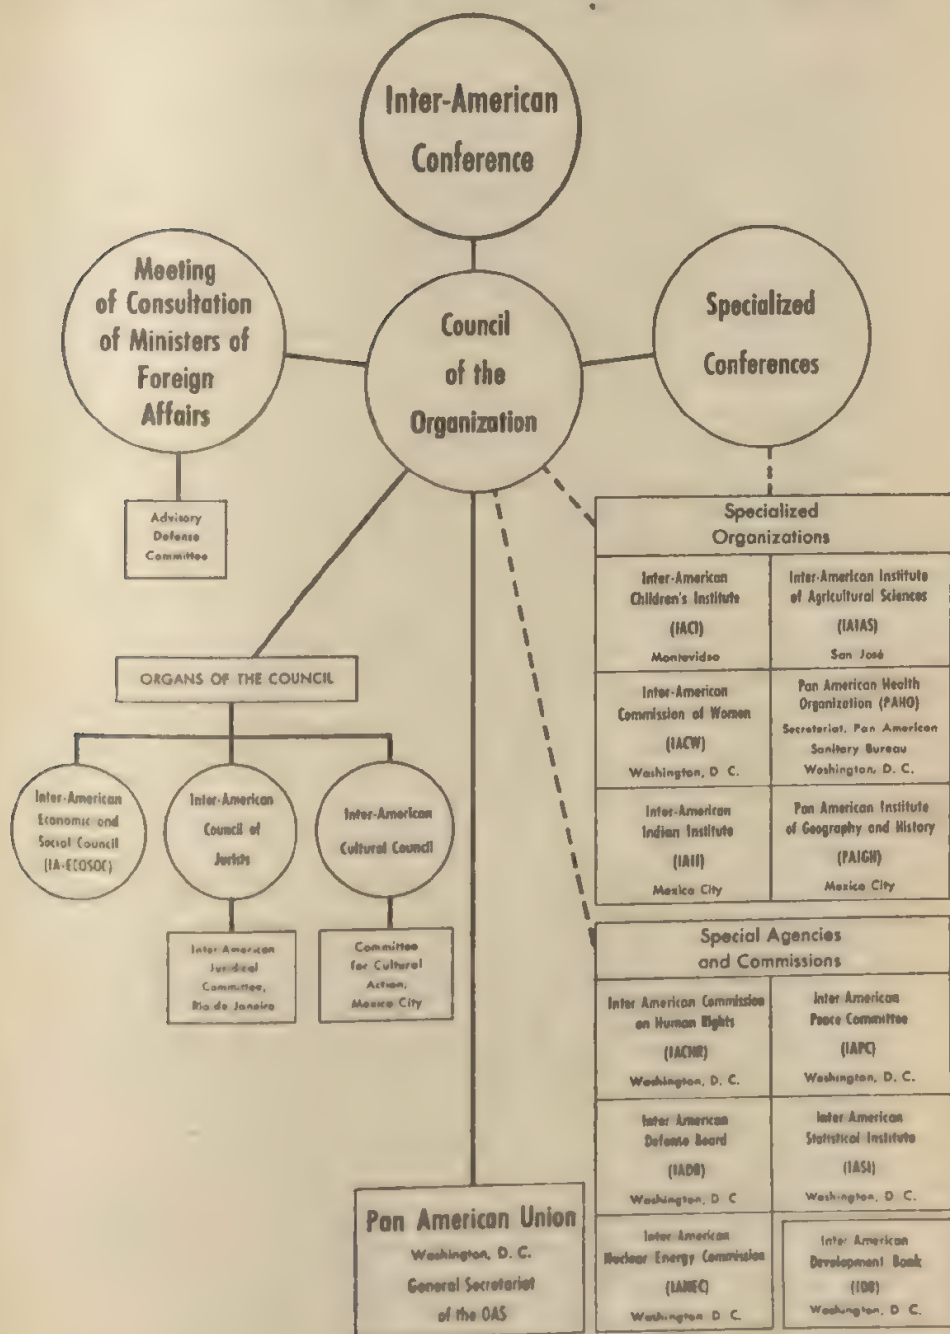 Inter-American
Conference
Meeting
of Consultation
of Ministers of
Foreign
Affairs
Council
of the
Organization
Specialized
Conferences
Advisory
Defense
Committee
ORGANS OF THE COUNCIL
Inter-American
Economic and
Social Council
(IA-ECOSOC)
Inter-American
Council of
Jurists
Inter-American
Cultural Council
Inter American
Juridical
Committee,
Rio de Janeiro
Committee
for Cultural
Action,
Mexico City
Pan American Union
Washington, D. C.
General Secretariat
of the OAS
Specialized
Organizations
Inter-American
Children's Institute
(IACI)
Montevideo
Inter-American Institute
of Agricultural Sciences
(IAIAS)
San José
Inter-American
Commission of Women
(IACW)
Washington, D C.
Pan American Health
Organization (PAHO)
Secretariat, Pan American
Sanitary Bureau
Washington, D. C.
Inter-American
Indian Institute
(IAII)
Mexico City
Pan American Institute
of Geography and History
(PAIGH)
Mexico City
Special Agencies
and Commissions
Inter American Commission
on Human Rights
(IACHR)
Washington, D. C.
Inter American
Peace Committee
(IAPC)
Washington, D. C.
Inter American
Defense Board
(IADB)
Washington, D C
Inter American
Statistical Institute
(IASI)
Washington, D. C.
Inter American
Nuclear Energy Commission
(IANEC)
Washington, D C.
Inter American
Development Bank
(IDB)
Washington, D. C.